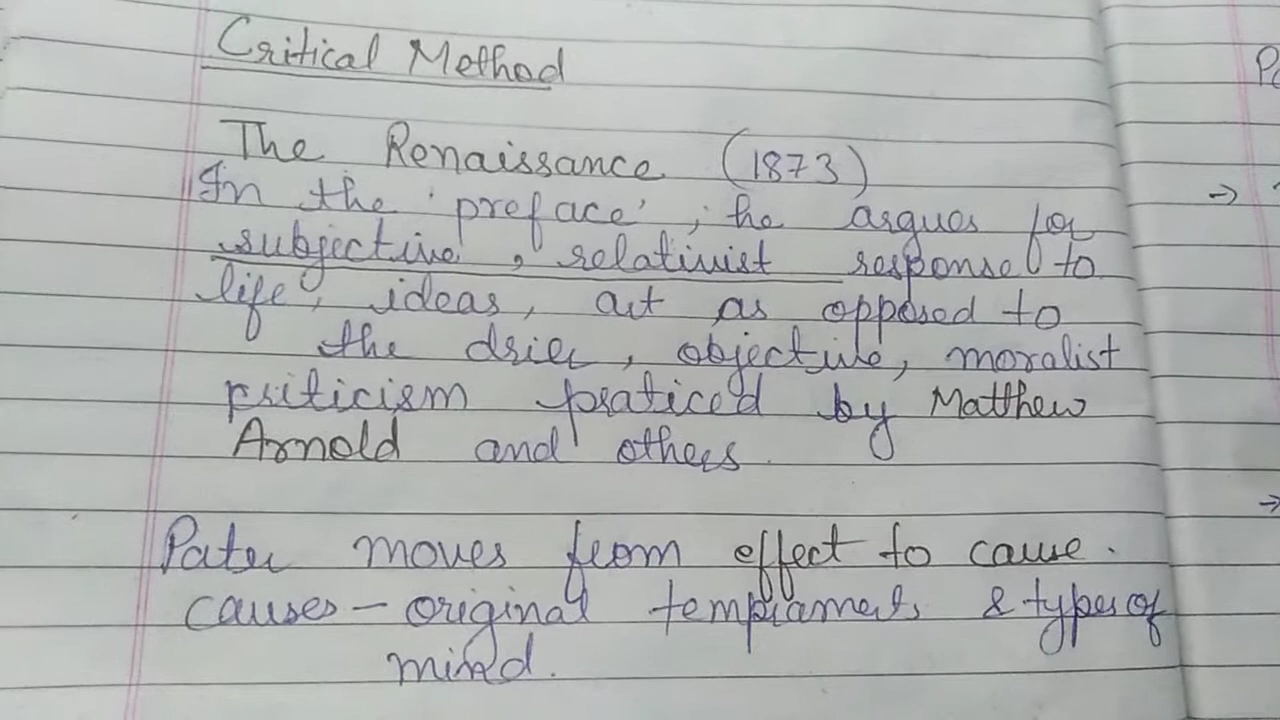 Critical Method
The Renaissance (1873)
In the 'preface', he argues for
subjective, relativist response to
life, ideas, art as opposed to
the drier, objective, moralist
criticism praticed by Matthew
Arnold and others.
Pater moves from effect to cause.
causes – original tempraments & types of
mind.
→
→